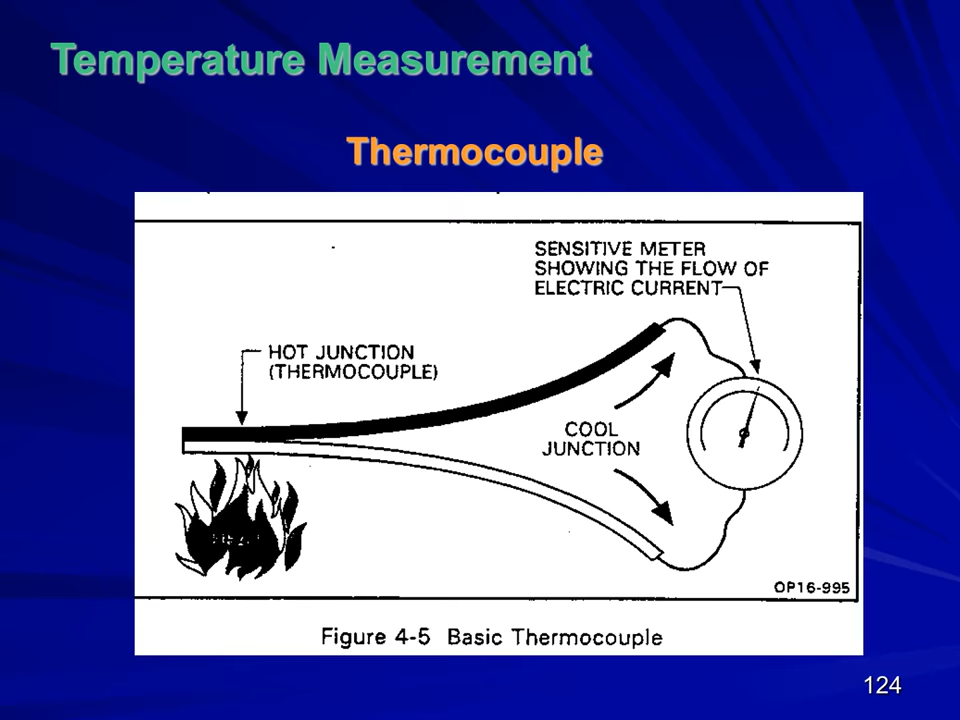 Temperature Measurement
Thermocouple
SENSITIVE METER
SHOWING THE FLOW OF
ELECTRIC CURRENT
HOT JUNCTION
(THERMOCOUPLE)
COOL
JUNCTION
OP16-995
Figure 4-5 Basic Thermocouple
124